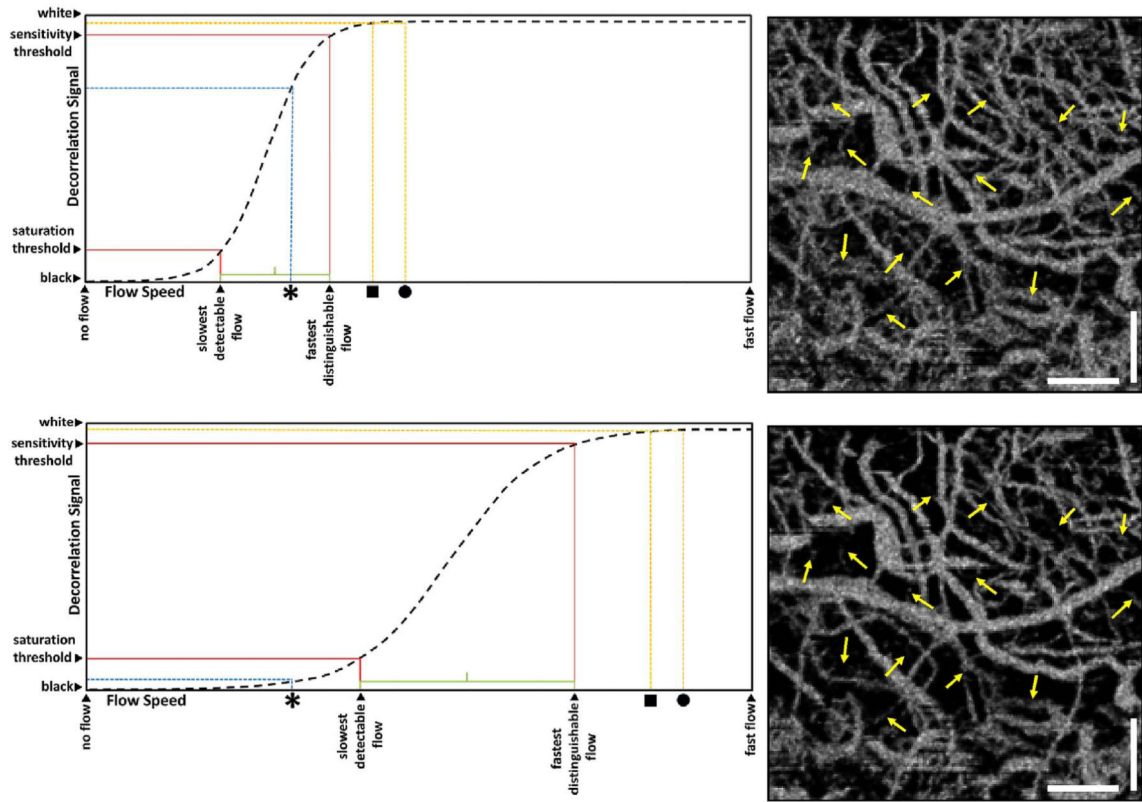 white▶
sensitivity▶
threshold
Decorrelation Signal
saturation
threshold▶
black▶
Flow Speed
*
■
●
no flow
slowest
detectable
flow
fastest
distinguishable
flow
fast flow
white▶
sensitivity▶
threshold
Decorrelation Signal
saturation
threshold▶
black▶
Flow Speed
*
■
●
no flow
slowest
detectable
flow
fastest
distinguishable
flow
fast flow